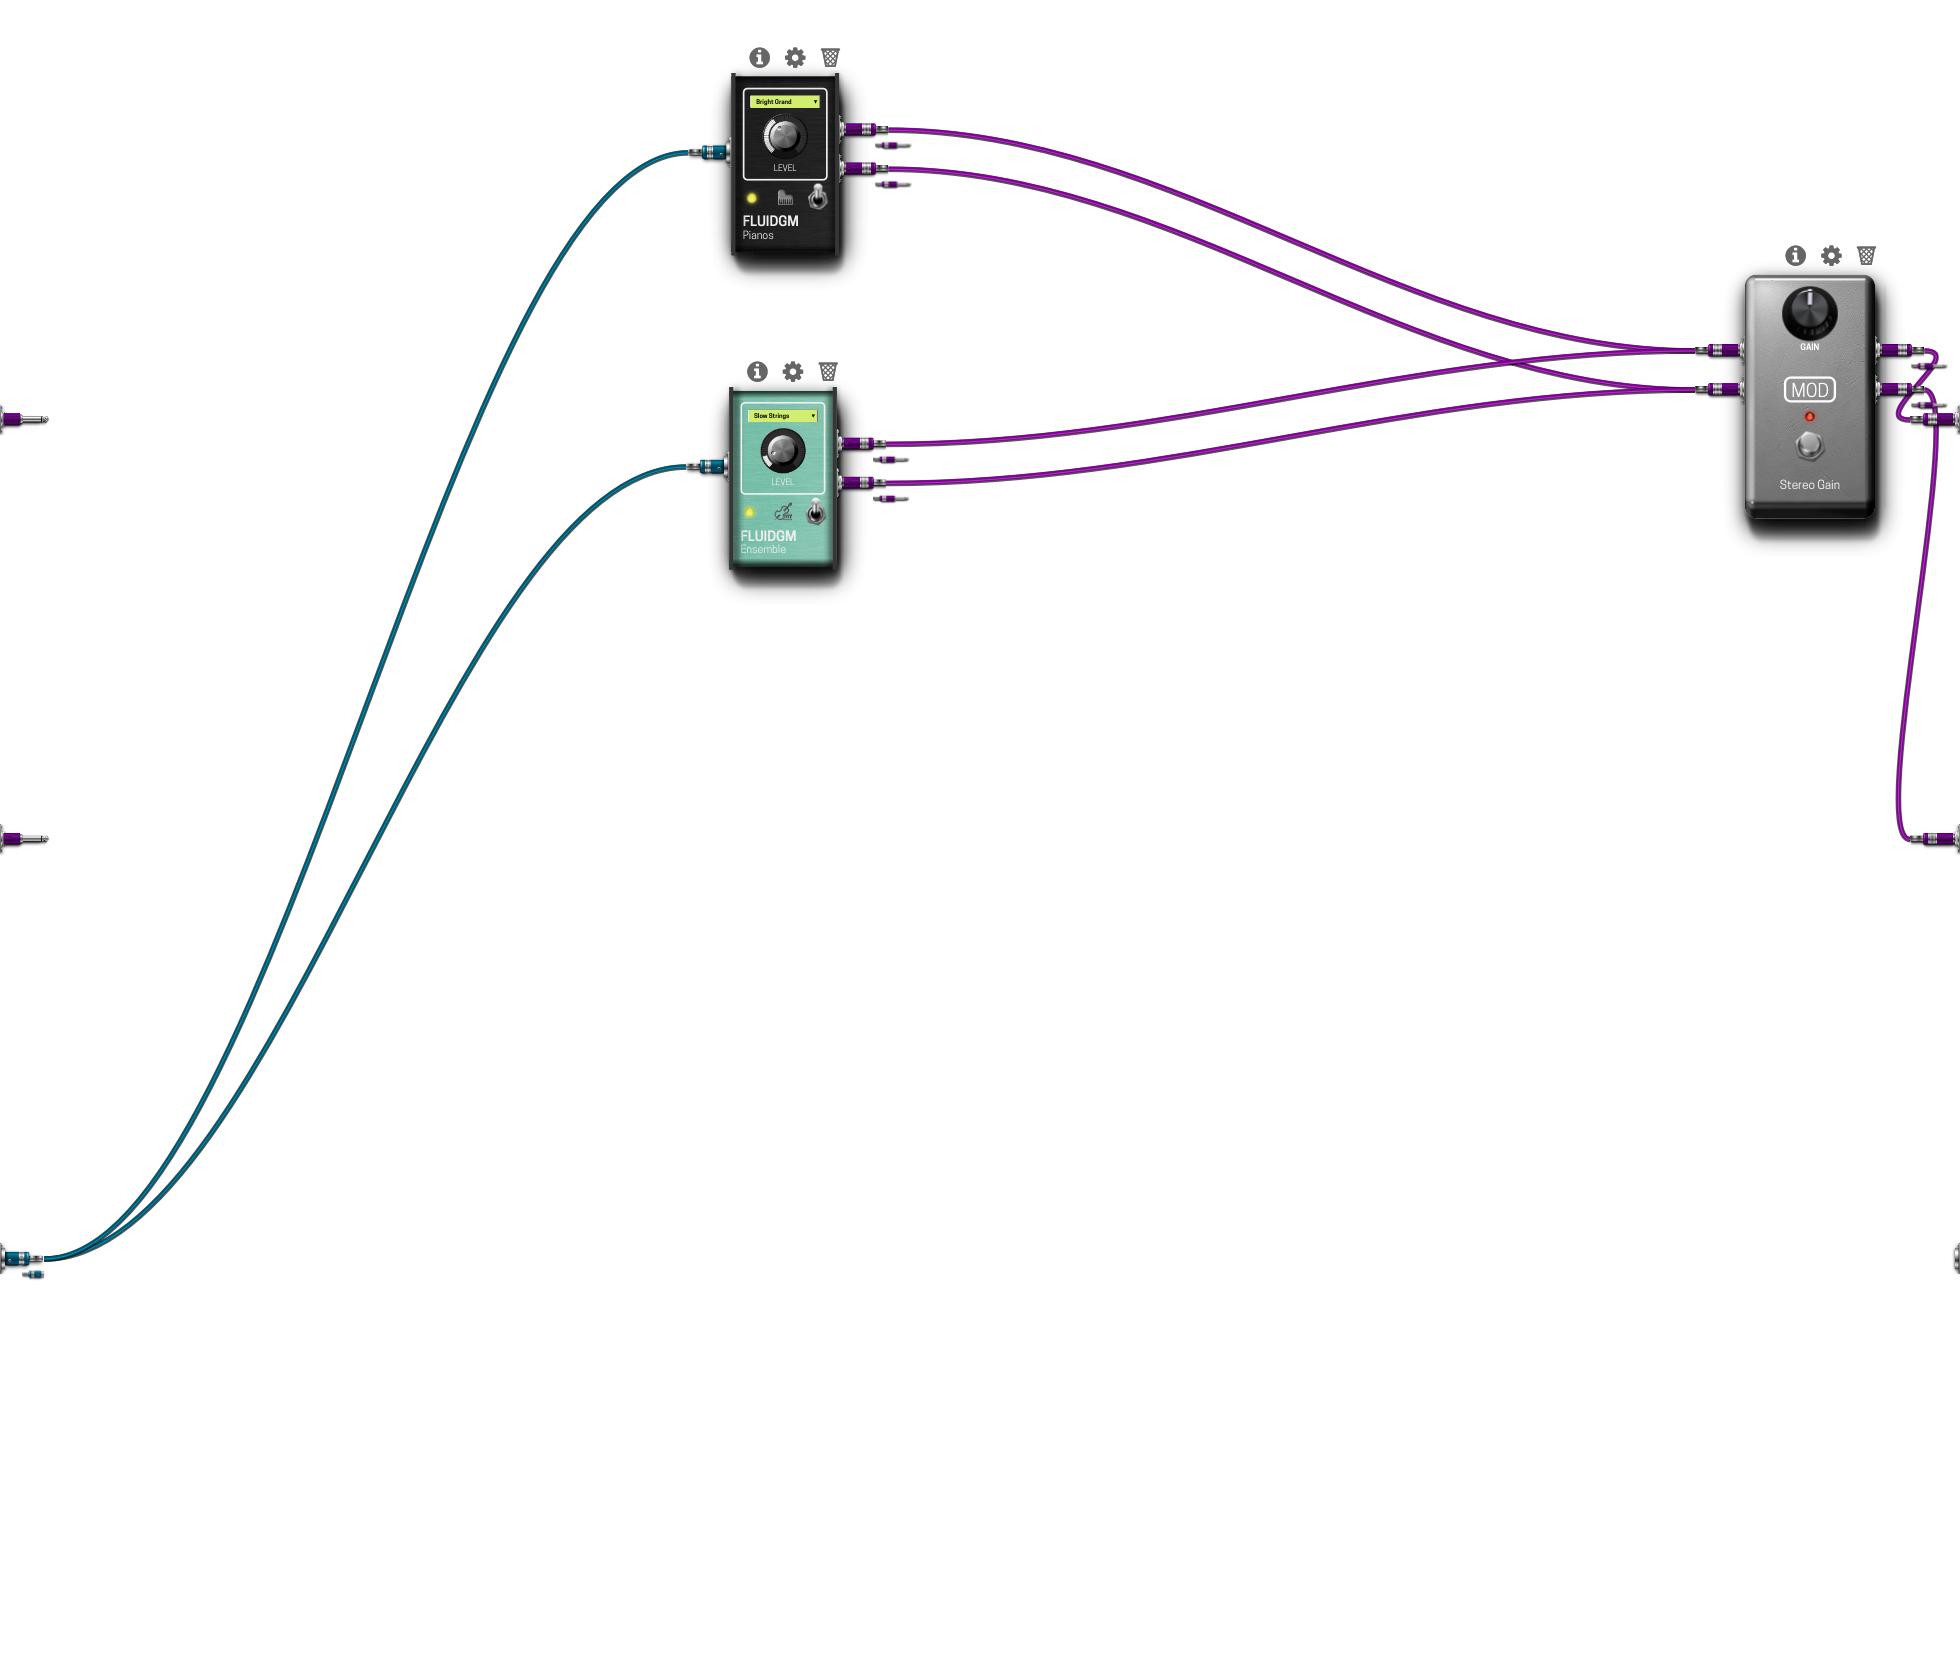 Bright Grand
LEVEL
FLUIDGM
Pianos
GAIN
MOD
Stereo Gain
Slow Strings
LEVEL
FLUIDGM
Ensemble